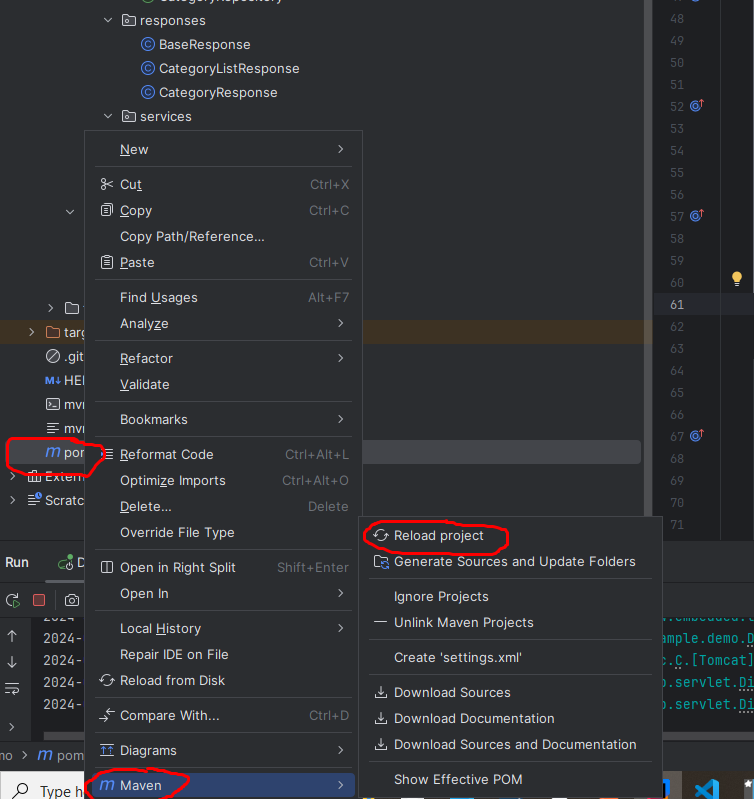 responses
BaseResponse
CategoryListResponse
CategoryResponse
services
New
Cut Ctrl+X
Copy Ctrl+C
Copy Path/Reference...
Paste Ctrl+V
Find Usages Alt+F7
Analyze
Refactor
Validate
Bookmarks
Reformat Code Ctrl+Alt+L
Optimize Imports Ctrl+Alt+O
Delete... Delete
Override File Type
Open in Right Split Shift+Enter
Open In
Local History
Repair IDE on File
Reload from Disk
Compare With... Ctrl+D
Diagrams
Maven
Reload project
Generate Sources and Update Folders
Ignore Projects
Unlink Maven Projects
Create 'settings.xml'
Download Sources
Download Documentation
Download Sources and Documentation
Show Effective POM
targ
.git
M↓ HE
mv
mv
m po
Extern
Scratc
48
49
50
51
52
53
54
55
56
57
58
59
60
61
62
63
64
65
66
67
68
69
70
71
Run
2024-
2024-
2024-
2024-
ample.demo.D
c.C.[Tomcat]
o.servlet.Di
o.servlet.Di
mo > m pom
Type he